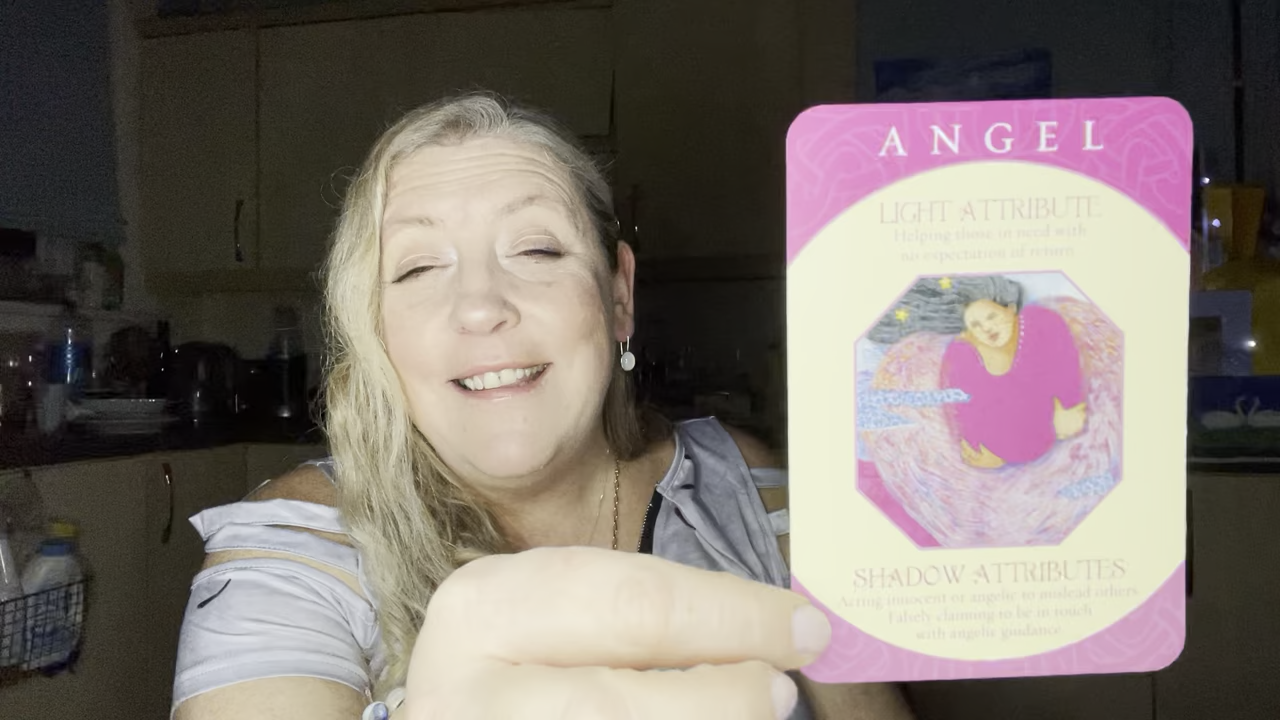 ANGEL
LIGHT ATTRIBUTE
Helping those in need with
no expectation of return
SHADOW ATTRIBUTES
Acting innocent or angelic to mislead others
Falsely claiming to be in touch
with angelic guidance